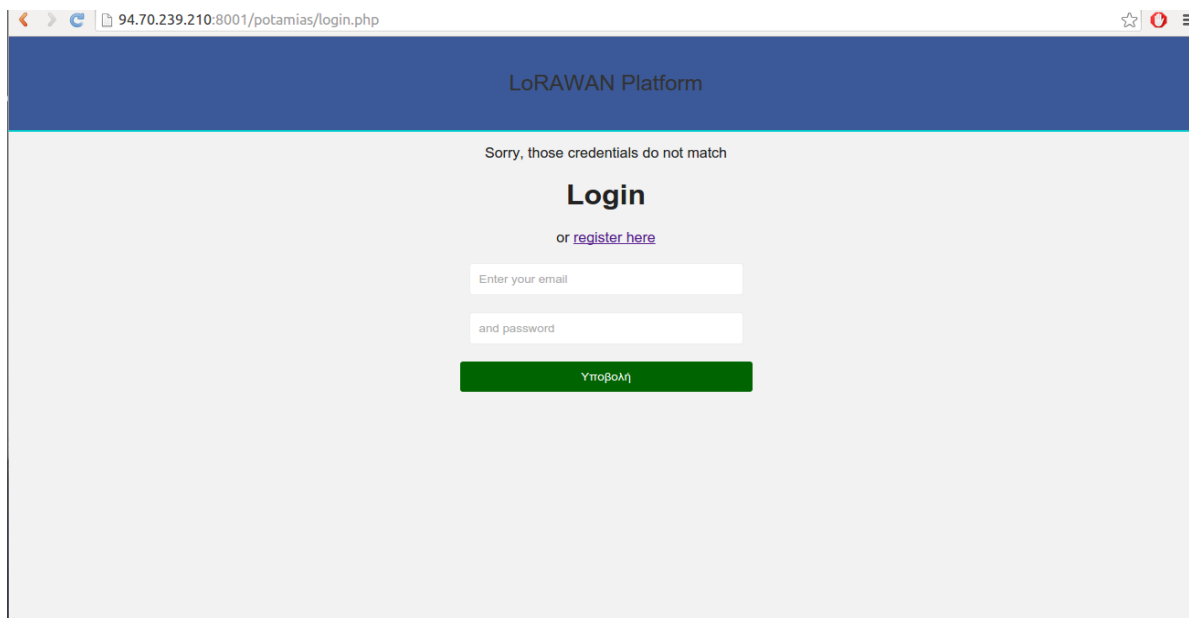 94.70.239.210:8001/potamias/login.php
LoRAWAN Platform
Sorry, those credentials do not match
Login
or register here
Enter your email
and password
Υποβολή